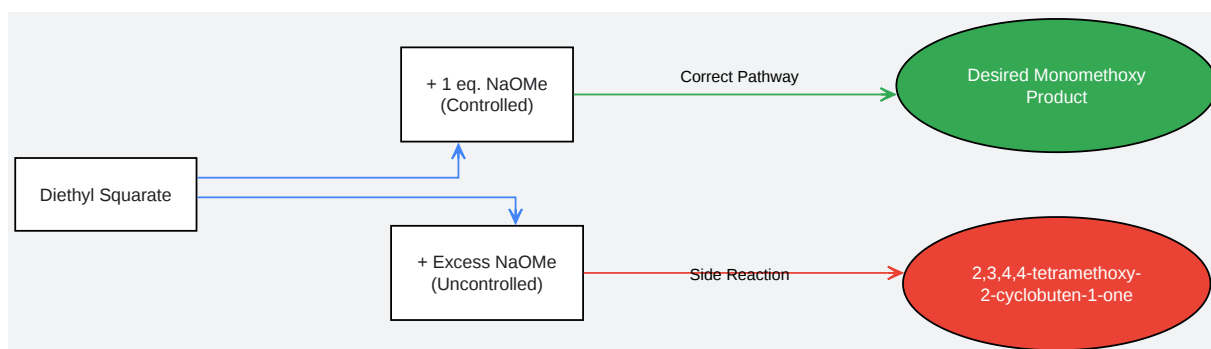 Diethyl Squarate
+ 1 eq. NaOMe
(Controlled)
Correct Pathway
Desired Monomethoxy
Product
+ Excess NaOMe
(Uncontrolled)
Side Reaction
2,3,4,4-tetramethoxy-
2-cyclobuten-1-one